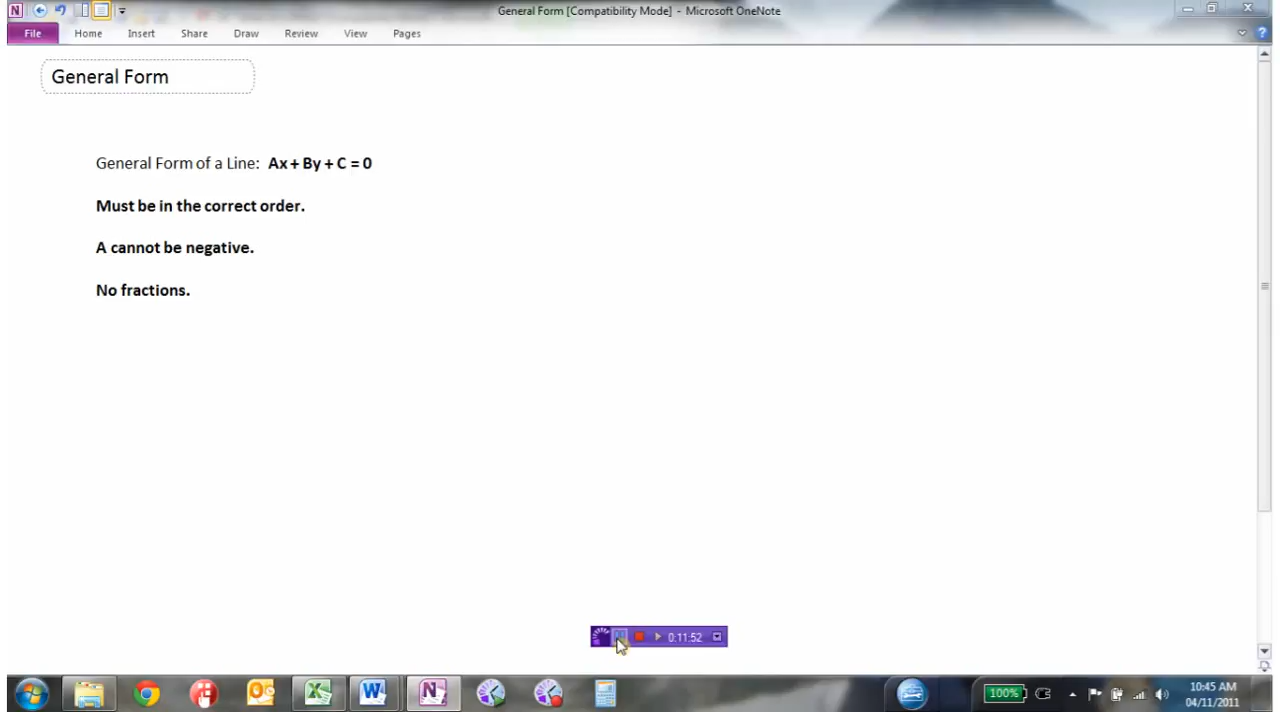 General Form [Compatibility Mode] - Microsoft OneNote
File Home Insert Share Draw Review View Pages
General Form
General Form of a Line: Ax + By + C = 0
Must be in the correct order.
A cannot be negative.
No fractions.
0:11:52
100% 10:45 AM
04/11/2011